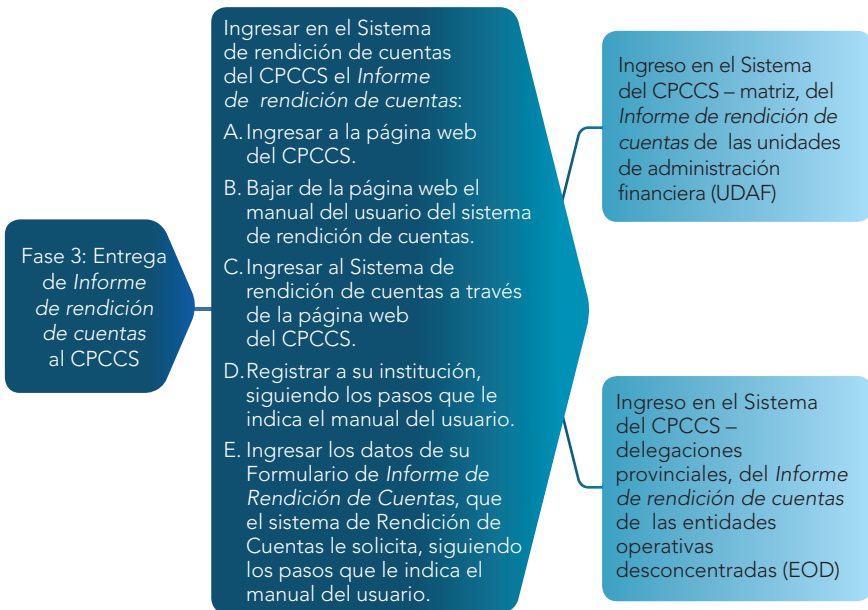 Fase 3: Entrega
de Informe
de rendición
de cuentas
al CPCCS
Ingresar en el Sistema
de rendición de cuentas
del CPCCS el Informe
de rendición de cuentas:
A. Ingresar a la página web
del CPCCS.
B. Bajar de la página web el
manual del usuario del sistema
de rendición de cuentas.
C. Ingresar al Sistema de
rendición de cuentas a través
de la página web
del CPCCS.
D. Registrar a su institución,
siguiendo los pasos que le
indica el manual del usuario.
E. Ingresar los datos de su
Formulario de Informe de
Rendición de Cuentas, que
el sistema de Rendición de
Cuentas le solicita, siguiendo
los pasos que le indica el
manual del usuario.
Ingreso en el Sistema
del CPCCS – matriz, del
Informe de rendición de
cuentas de las unidades
de administración
financiera (UDAF)
Ingreso en el Sistema
del CPCCS –
delegaciones
provinciales, del Informe
de rendición de cuentas
de las entidades
operativas
desconcentradas (EOD)